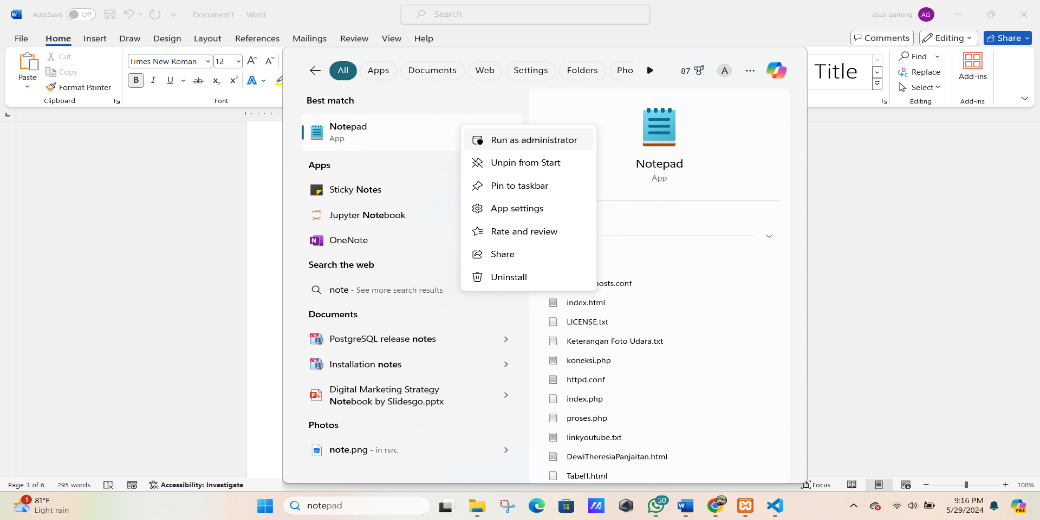 AutoSave Off Document1 - Word Search asus gaming AG
File Home Insert Draw Design Layout References Mailings Review View Help Comments Editing Share
Paste
Cut
Copy
Format Painter
Clipboard
Times New Roman 12
B I U ab x x A
Font
Title
Find
Replace
Select
Editing
Add-ins
Add-ins
All Apps Documents Web Settings Folders Pho 87 A
Best match
Notepad
App
Apps
Sticky Notes
Jupyter Notebook
OneNote
Search the web
note - See more search results
Documents
PostgreSQL release notes
Installation notes
Digital Marketing Strategy
Notebook by Slidesgo.pptx
Photos
note.png - in rsrc
Run as administrator
Unpin from Start
Pin to taskbar
App settings
Rate and review
Share
Uninstall
Notepad
App
index.html
LICENSE.txt
Keterangan Foto Udara.txt
koneksi.php
httpd.conf
index.php
proses.php
linkyoutube.txt
DewiTheresiaPanjaitan.html
Tabel1.html
Page 3 of 6 295 words Accessibility: Investigate Focus 100%
1 81°F
Light rain
notepad
50
9:16 PM
5/29/2024